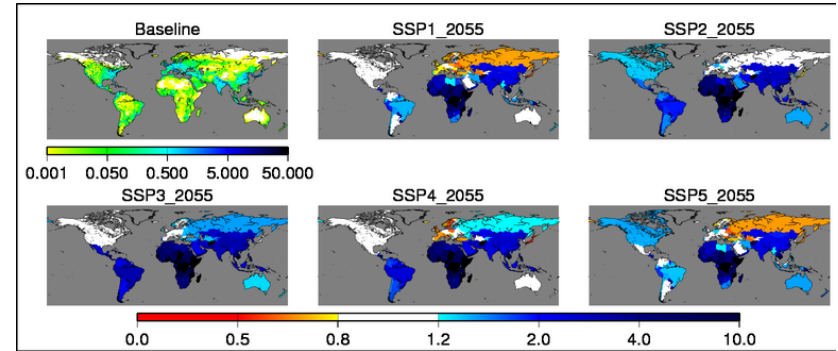 Baseline SSP1_2055 SSP2_2055
0.001 0.050 0.500 5.000 50.000
SSP3_2055 SSP4_2055 SSP5_2055
0.0 0.5 0.8 1.2 2.0 4.0 10.0